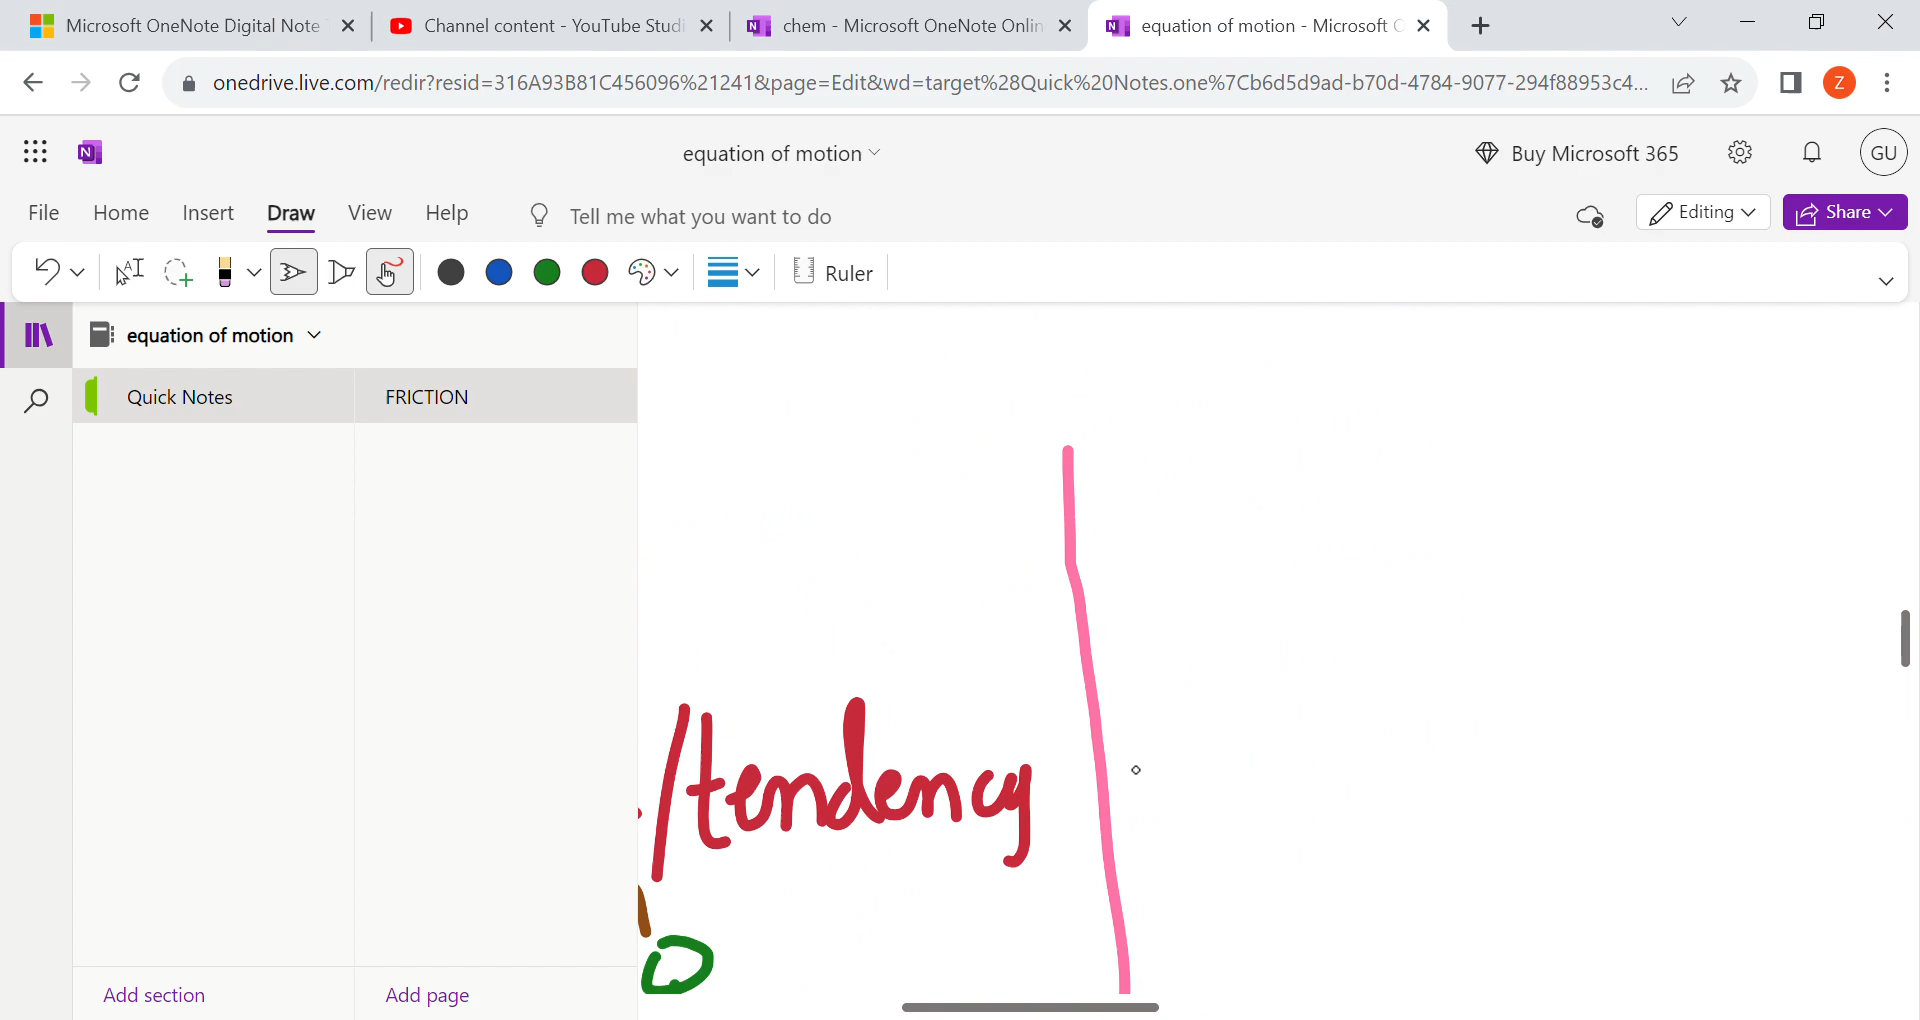 Microsoft OneNote Digital Note
Channel content - YouTube Studi
chem - Microsoft OneNote Onlin
equation of motion - Microsoft O
onedrive.live.com/redir?resid=316A93B81C456096%21241&page=Edit&wd=target%28Quick%20Notes.one%7Cb6d5d9ad-b70d-4784-9077-294f88953c4...
Z
N
equation of motion
Buy Microsoft 365
GU
File Home Insert Draw View Help
Tell me what you want to do
Editing
Share
Ruler
equation of motion
Quick Notes
FRICTION
/tendency
Add section
Add page